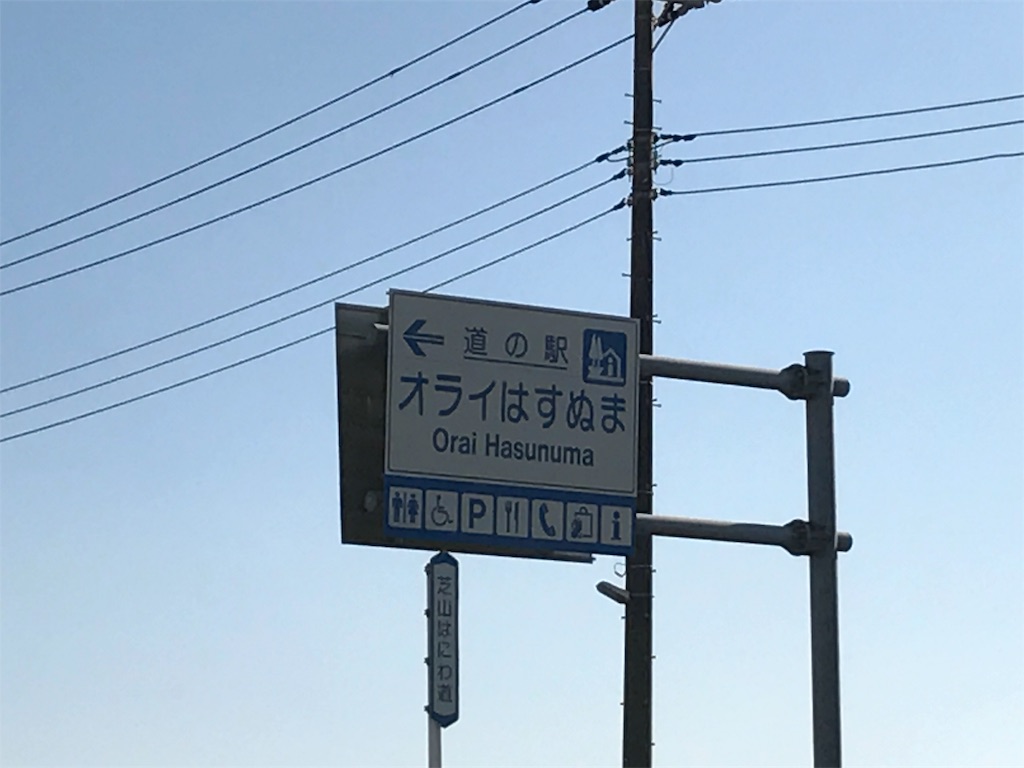 道の駅
オライはすぬま
Orai Hasunuma
P
i
芝山はにわ道